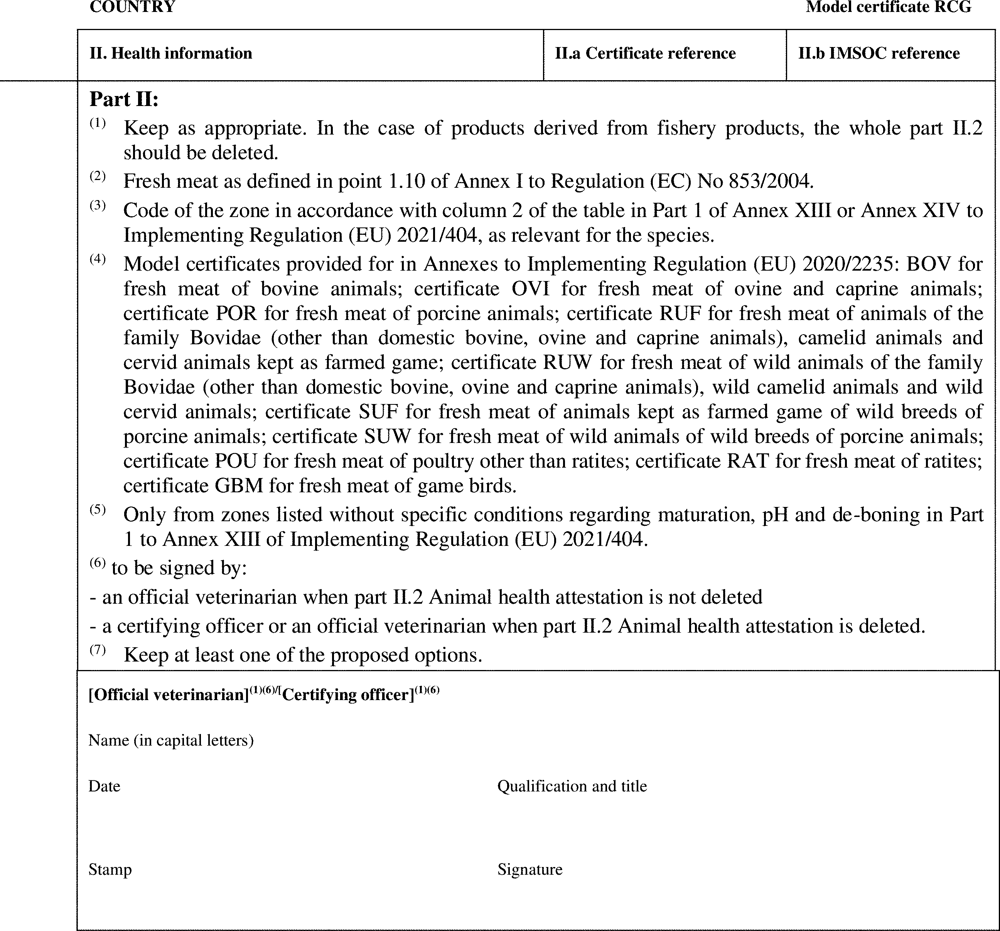 COUNTRY Model certificate RCG
II. Health information II.a Certificate reference II.b IMSOC reference
Part II:
(1) Keep as appropriate. In the case of products derived from fishery products, the whole part II.2
should be deleted.
(2) Fresh meat as defined in point 1.10 of Annex I to Regulation (EC) No 853/2004.
(3) Code of the zone in accordance with column 2 of the table in Part 1 of Annex XIII or Annex XIV to
Implementing Regulation (EU) 2021/404, as relevant for the species.
(4) Model certificates provided for in Annexes to Implementing Regulation (EU) 2020/2235: BOV for
fresh meat of bovine animals; certificate OVI for fresh meat of ovine and caprine animals;
certificate POR for fresh meat of porcine animals; certificate RUF for fresh meat of animals of the
family Bovidae (other than domestic bovine, ovine and caprine animals), camelid animals and
cervid animals kept as farmed game; certificate RUW for fresh meat of wild animals of the family
Bovidae (other than domestic bovine, ovine and caprine animals), wild camelid animals and wild
cervid animals; certificate SUF for fresh meat of animals kept as farmed game of wild breeds of
porcine animals; certificate SUW for fresh meat of wild animals of wild breeds of porcine animals;
certificate POU for fresh meat of poultry other than ratites; certificate RAT for fresh meat of ratites;
certificate GBM for fresh meat of game birds.
(5) Only from zones listed without specific conditions regarding maturation, pH and de-boning in Part
1 to Annex XIII of Implementing Regulation (EU) 2021/404.
(6) to be signed by:
- an official veterinarian when part II.2 Animal health attestation is not deleted
- a certifying officer or an official veterinarian when part II.2 Animal health attestation is deleted.
(7) Keep at least one of the proposed options.
[Official veterinarian](1)(6)/[Certifying officer](1)(6)
Name (in capital letters)
Date Qualification and title
Stamp Signature